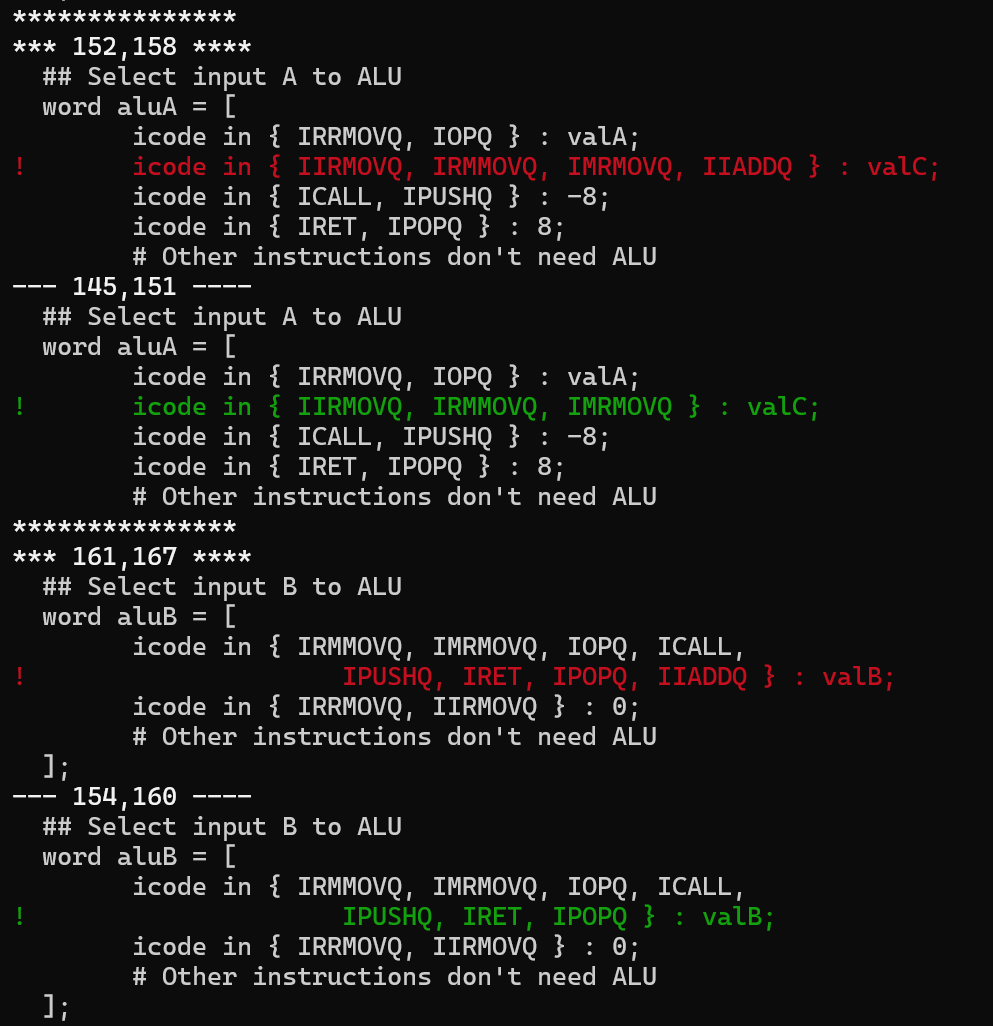 ***************
*** 152,158 ****
  ## Select input A to ALU
  word aluA = [
        icode in { IRRMOVQ, IOPQ } : valA;
!       icode in { IIRMOVQ, IRMMOVQ, IMRMOVQ, IIADDQ } : valC;
        icode in { ICALL, IPUSHQ } : -8;
        icode in { IRET, IPOPQ } : 8;
        # Other instructions don't need ALU
--- 145,151 ----
  ## Select input A to ALU
  word aluA = [
        icode in { IRRMOVQ, IOPQ } : valA;
!       icode in { IIRMOVQ, IRMMOVQ, IMRMOVQ } : valC;
        icode in { ICALL, IPUSHQ } : -8;
        icode in { IRET, IPOPQ } : 8;
        # Other instructions don't need ALU
***************
*** 161,167 ****
  ## Select input B to ALU
  word aluB = [
        icode in { IRMMOVQ, IMRMOVQ, IOPQ, ICALL,
!                     IPUSHQ, IRET, IPOPQ, IIADDQ } : valB;
        icode in { IRRMOVQ, IIRMOVQ } : 0;
        # Other instructions don't need ALU
  ];
--- 154,160 ----
  ## Select input B to ALU
  word aluB = [
        icode in { IRMMOVQ, IMRMOVQ, IOPQ, ICALL,
!                     IPUSHQ, IRET, IPOPQ } : valB;
        icode in { IRRMOVQ, IIRMOVQ } : 0;
        # Other instructions don't need ALU
  ];